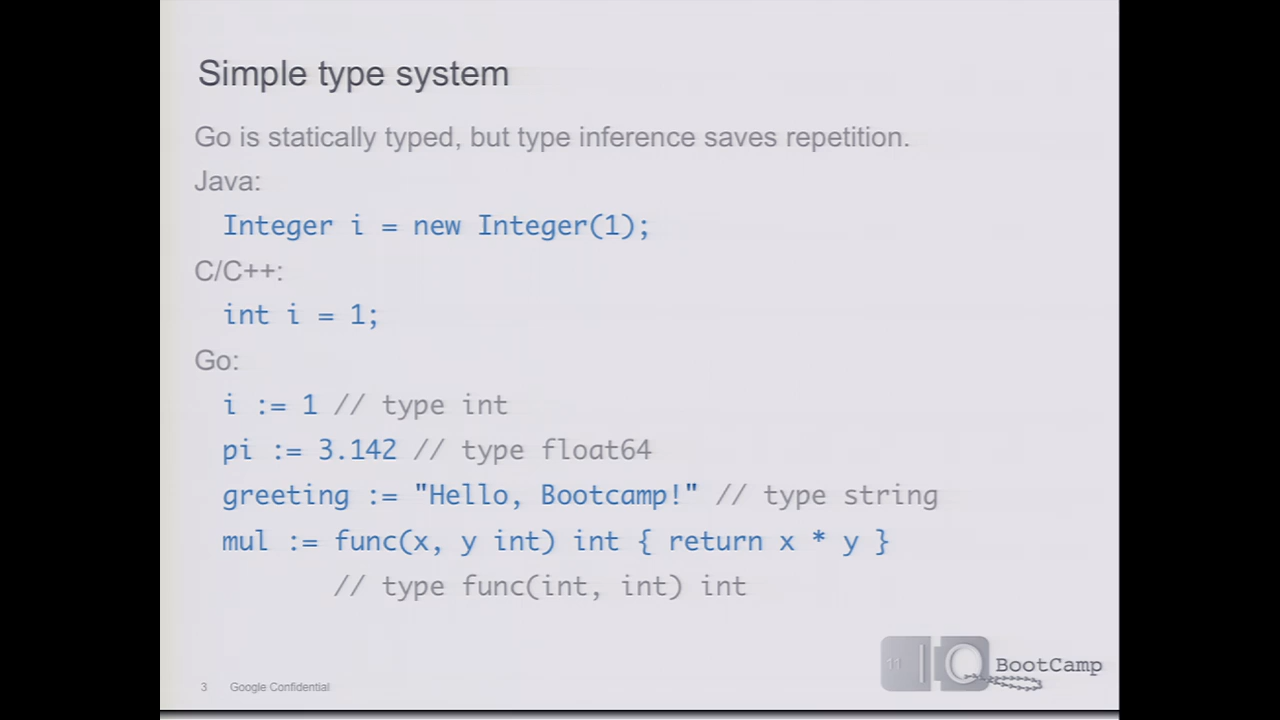 Simple type system
Go is statically typed, but type inference saves repetition.
Java:
Integer i = new Integer(1);
C/C++:
int i = 1;
Go:
i := 1 // type int
pi := 3.142 // type float64
greeting := "Hello, Bootcamp!" // type string
mul := func(x, y int) int { return x * y }
// type func(int, int) int
11 IO BootCamp
3 Google Confidential